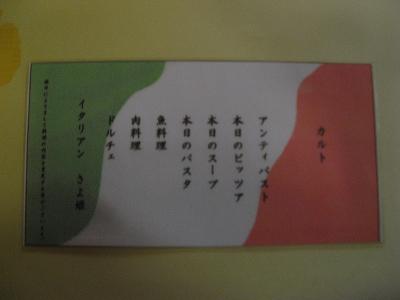 カルト
アンティパスト
本日のピッツア
本日のスープ
本日のパスタ
魚料理
肉料理
ドルチェ
イタリアン きよ姫